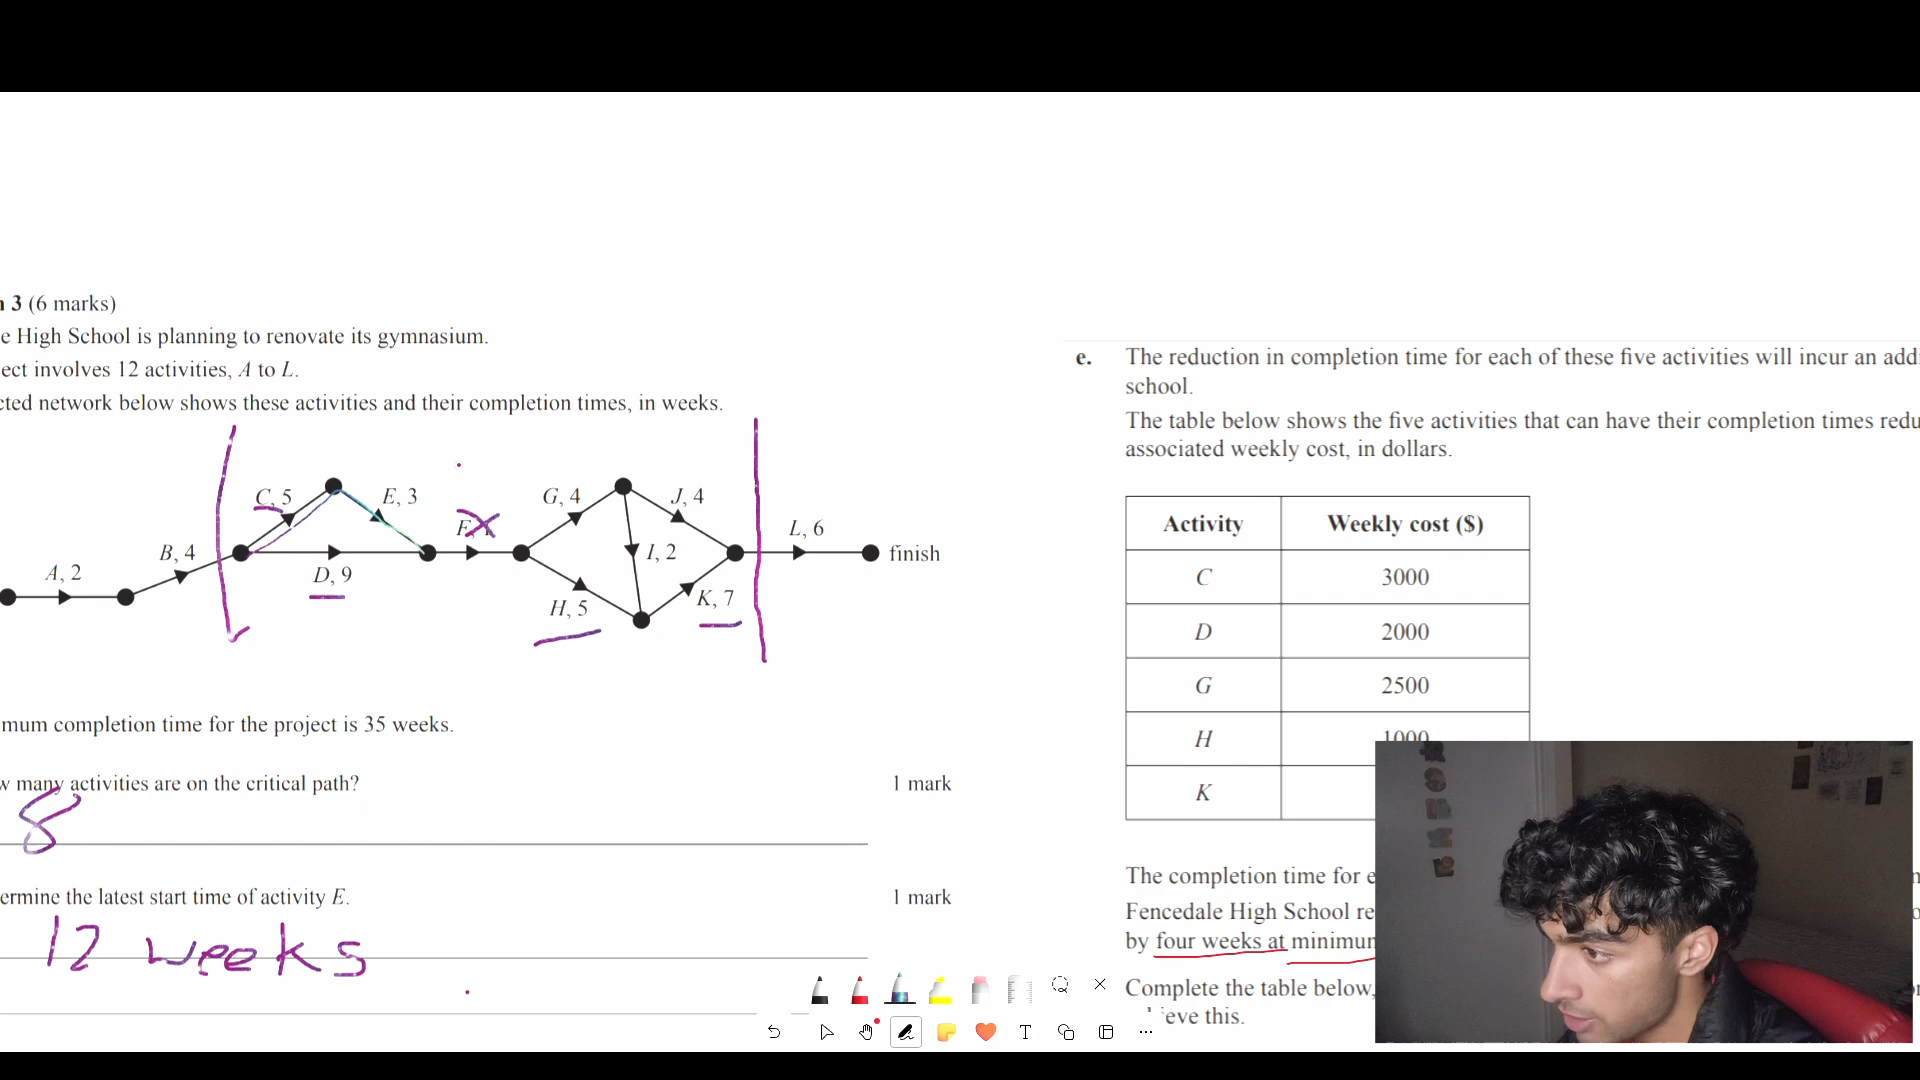 3 (6 marks)
e High School is planning to renovate its gymnasium.
ect involves 12 activities, A to L.
cted network below shows these activities and their completion times, in weeks.
C, 5
E, 3
G, 4
J, 4
B, 4
I, 2
L, 6
finish
A, 2
D, 9
H, 5
K, 7
mum completion time for the project is 35 weeks.
w many activities are on the critical path?
1 mark
8
ermine the latest start time of activity E.
1 mark
12 weeks
e.
The reduction in completion time for each of these five activities will incur an addi
school.
The table below shows the five activities that can have their completion times redu
associated weekly cost, in dollars.
Activity Weekly cost ($)
C 3000
D 2000
G 2500
H 1000
K
The completion time for e
Fencedale High School re
by four weeks at minimum
Complete the table below,
eve this.
T